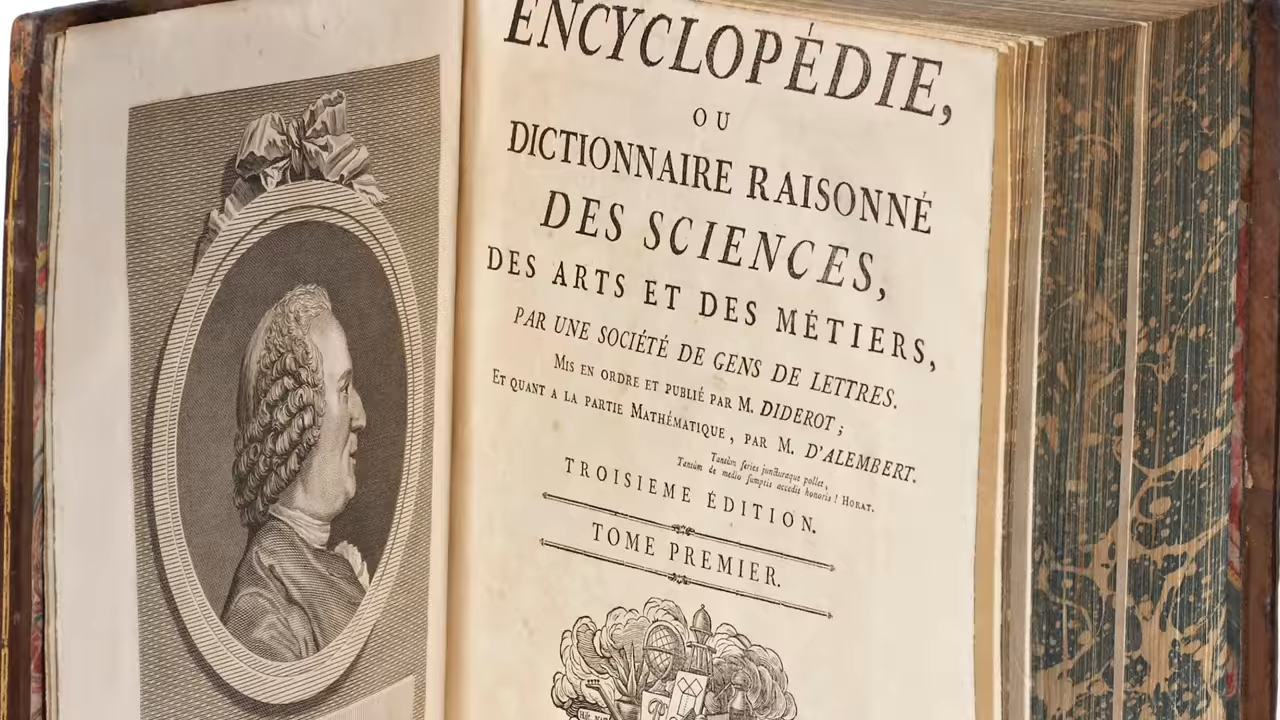 ENCYCLOPÉDIE,
OU
DICTIONNAIRE RAISONNÉ
DES SCIENCES,
DES ARTS ET DES MÉTIERS,
PAR UNE SOCIÉTÉ DE GENS DE LETTRES.
MIS EN ORDRE ET PUBLIÉ PAR M. DIDEROT;
ET QUANT A LA PARTIE MATHÉMATIQUE, PAR M. D'ALEMBERT.
Tantùm series juncturaque pollet,
Tantùm de medio sumptis accedit honoris! HORAT.
TROISIEME ÉDITION.
TOME PREMIER.